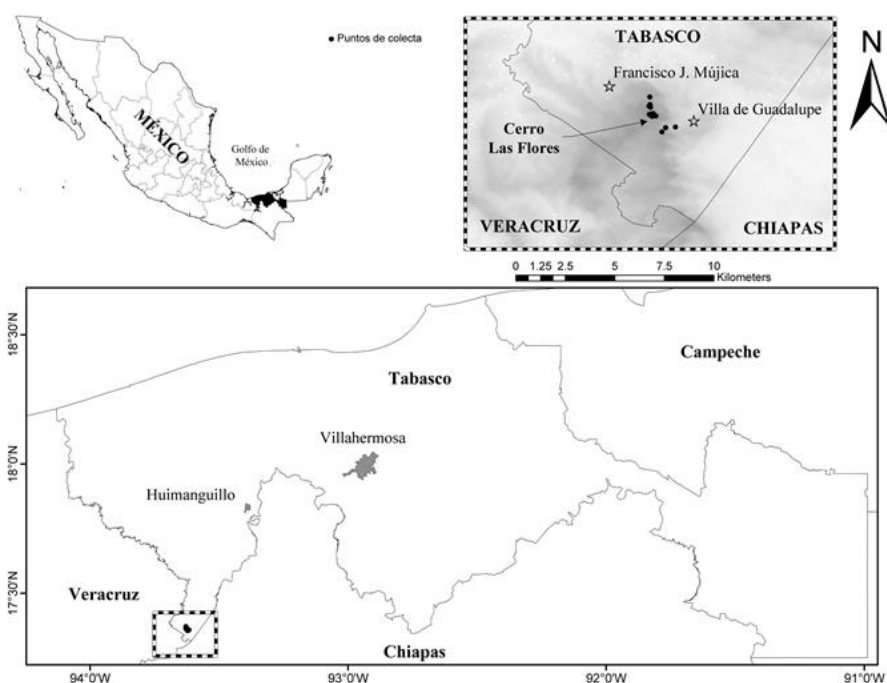 Puntos de colecta
MÉXICO
Golfo de
México
TABASCO
Francisco J. Mújica
Villa de Guadalupe
Cerro
Las Flores
VERACRUZ
CHIAPAS
N
0 1.25 2.5 5 7.5 10
Kilometers
18°30'N
18°0'N
17°30'N
Campeche
Tabasco
Villahermosa
Huimanguillo
Veracruz
Chiapas
94°0'W 93°0'W 92°0'W 91°0'W